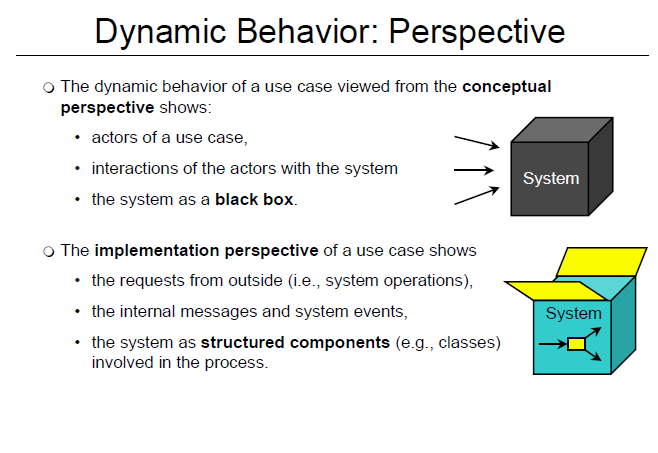 Dynamic Behavior: Perspective
The dynamic behavior of a use case viewed from the conceptual
perspective shows:
• actors of a use case,
• interactions of the actors with the system
• the system as a black box.
System
The implementation perspective of a use case shows
• the requests from outside (i.e., system operations),
• the internal messages and system events,
• the system as structured components (e.g., classes)
involved in the process.
System